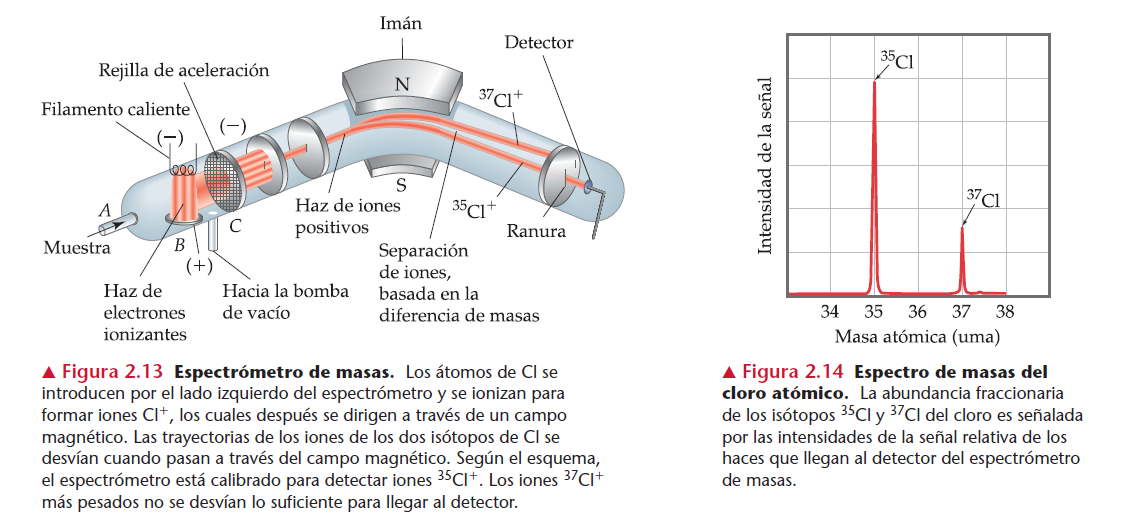 Imán
Detector
Rejilla de aceleración
N
37Cl+
Filamento caliente
(−)
(−)
S
A
Haz de iones
positivos
35Cl+
C
Ranura
Muestra
B
(+)
Separación
de iones,
basada en la
diferencia de masas
Haz de
electrones
ionizantes
Hacia la bomba
de vacío
▲ Figura 2.13 Espectrómetro de masas. Los átomos de Cl se
introducen por el lado izquierdo del espectrómetro y se ionizan para
formar iones Cl+, los cuales después se dirigen a través de un campo
magnético. Las trayectorias de los iones de los dos isótopos de Cl se
desvían cuando pasan a través del campo magnético. Según el esquema,
el espectrómetro está calibrado para detectar iones 35Cl+. Los iones 37Cl+
más pesados no se desvían lo suficiente para llegar al detector.
Intensidad de la señal
35Cl
37Cl
34 35 36 37 38
Masa atómica (uma)
▲ Figura 2.14 Espectro de masas del
cloro atómico. La abundancia fraccionaria
de los isótopos 35Cl y 37Cl del cloro es señalada
por las intensidades de la señal relativa de los
haces que llegan al detector del espectrómetro
de masas.